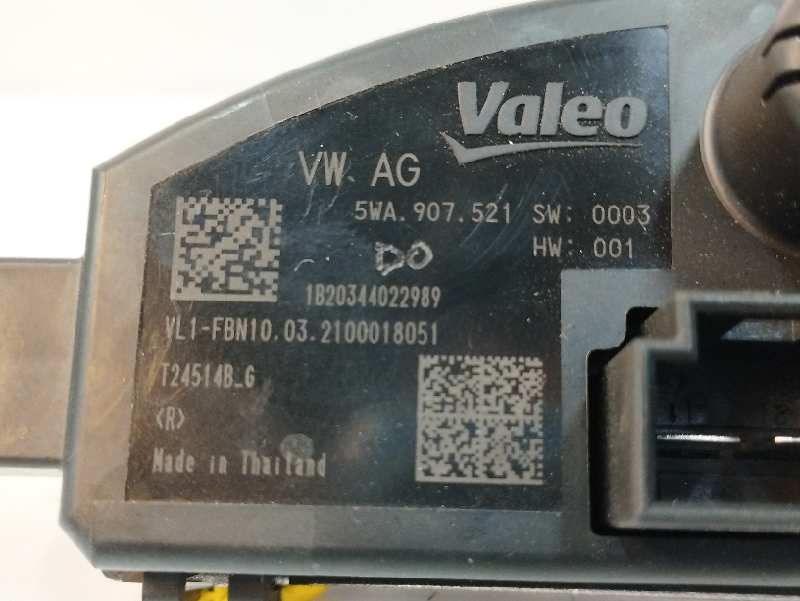 Valeo
VW AG
5WA.907.521 SW: 0003
HW: 001
DO
1B20344022989
VL1-FBN10.03.2100018051
T24514B_G
<R>
Made in Thailand